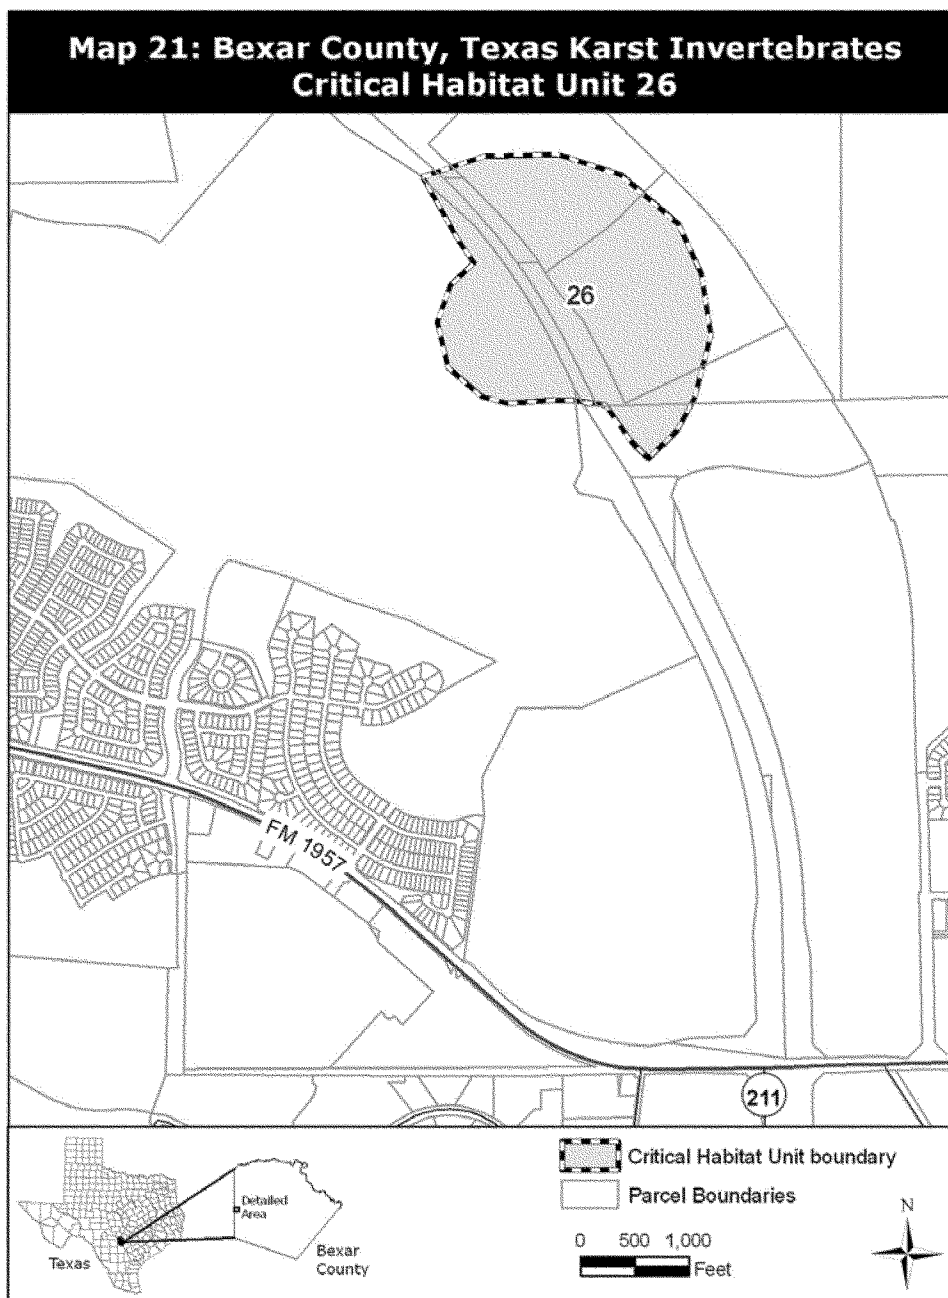 Map 21: Bexar County, Texas Karst Invertebrates
Critical Habitat Unit 26
26
FM 1957
211
Critical Habitat Unit boundary
Parcel Boundaries
Detailed
Area
Texas
Bexar
County
0 500 1,000
Feet
N